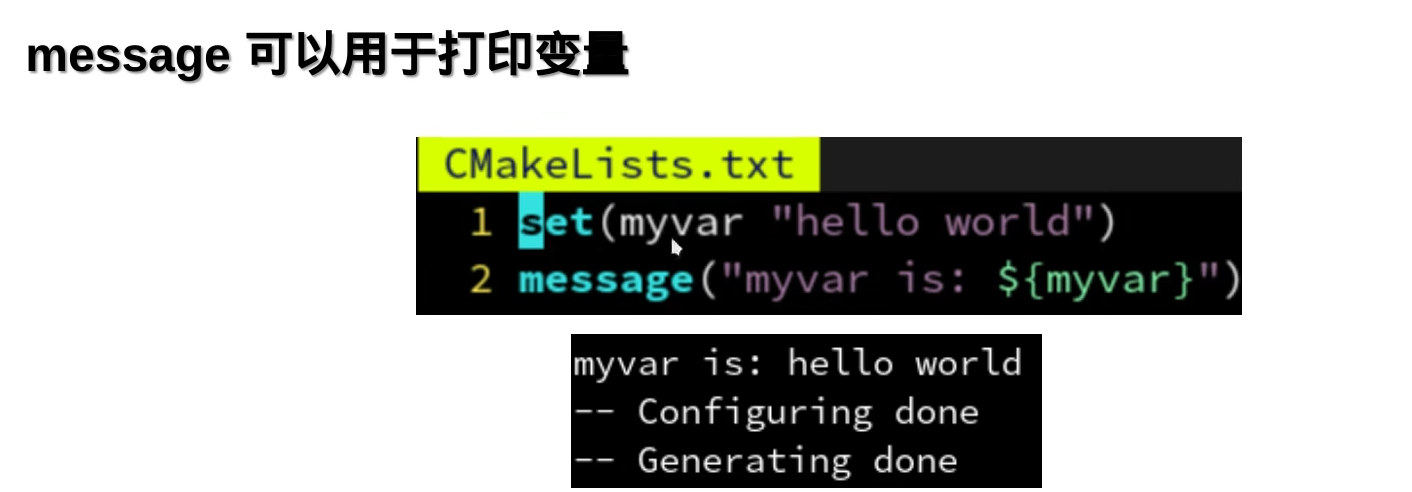 message 可以用于打印变量
CMakeLists.txt
1 set(myvar "hello world")
2 message("myvar is: ${myvar}")
myvar is: hello world
-- Configuring done
-- Generating done